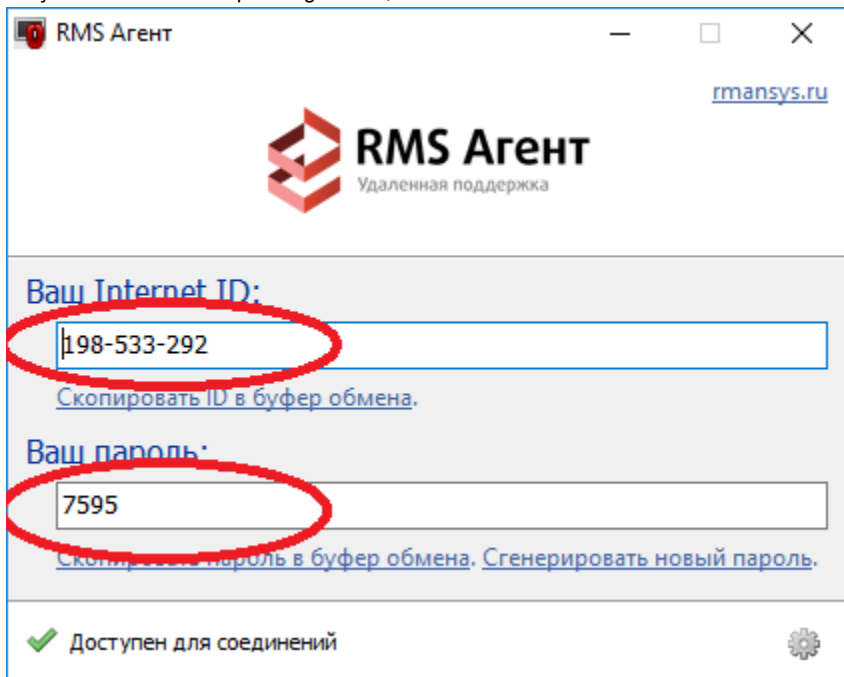 RMS Агент
rmansys.ru
RMS Агент
Удаленная поддержка
Ваш Internet ID:
198-533-292
Скопировать ID в буфер обмена.
Ваш пароль:
7595
Скопировать пароль в буфер обмена. Сгенерировать новый пароль.
Доступен для соединений